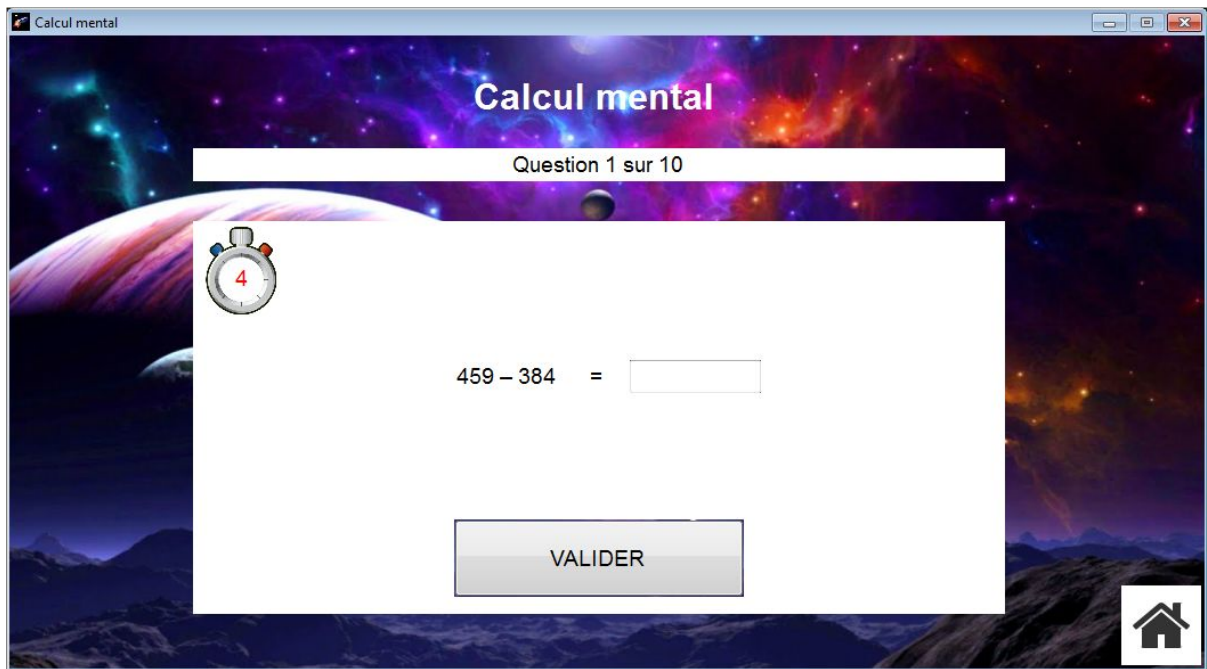 Calcul mental
Calcul mental
Question 1 sur 10
4
459 – 384 =
VALIDER